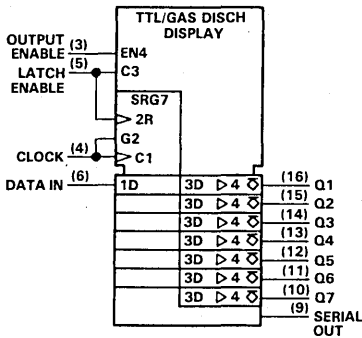 TTL/GAS DISCH
DISPLAY
OUTPUT
ENABLE (3) EN4
LATCH (5) C3
ENABLE
SRG7
2R
G2
CLOCK (4) C1
DATA IN (6) 1D 3D ▷ 4 (16) Q1
3D ▷ 4 (15) Q2
3D ▷ 4 (14) Q3
3D ▷ 4 (13) Q4
3D ▷ 4 (12) Q5
3D ▷ 4 (11) Q6
3D ▷ 4 (10) Q7
(9) SERIAL
OUT